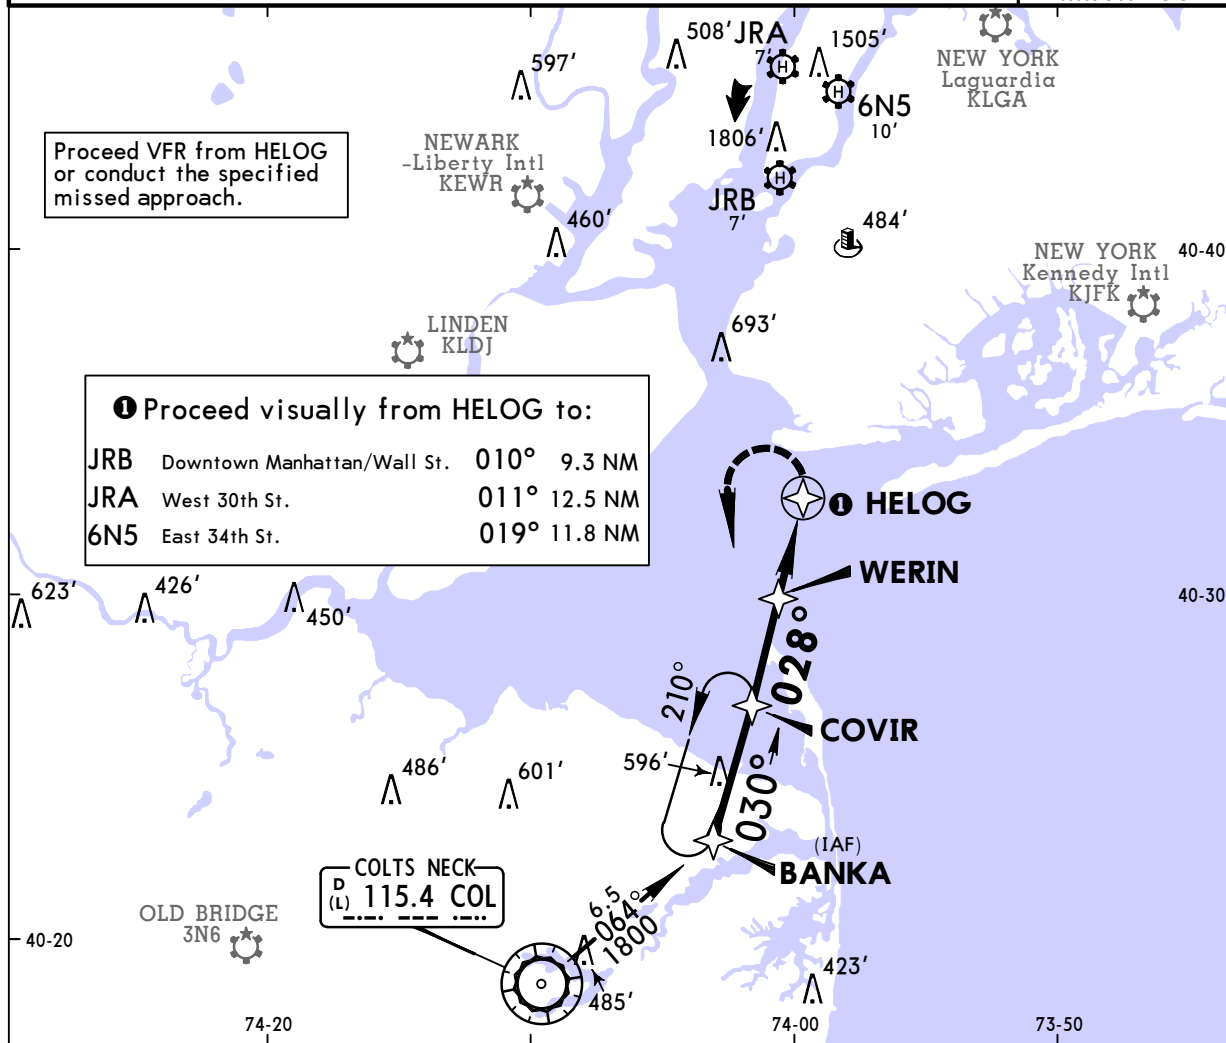 508'
JRA
7'
1505'
NEW YORK
Laguardia
KLGA
597'
6N5
10'
1806'
Proceed VFR from HELOG
or conduct the specified
missed approach.
NEWARK
-Liberty Intl
KEWR
H
H
H
JRB
7'
460'
484'
NEW YORK
Kennedy Intl
KJFK
40-40
LINDEN
KLDJ
693'
1 Proceed visually from HELOG to:
JRB Downtown Manhattan/Wall St. 010° 9.3 NM
JRA West 30th St. 011° 12.5 NM
6N5 East 34th St. 019° 11.8 NM
1 HELOG
WERIN
623'
426'
450'
40-30
028°
210°
COVIR
596'
030°
486'
601'
(IAF)
BANKA
COLTS NECK
D
(L) 115.4 COL
6.5
064°
1800
OLD BRIDGE
3N6
40-20
485'
423'
74-20
74-00
73-50